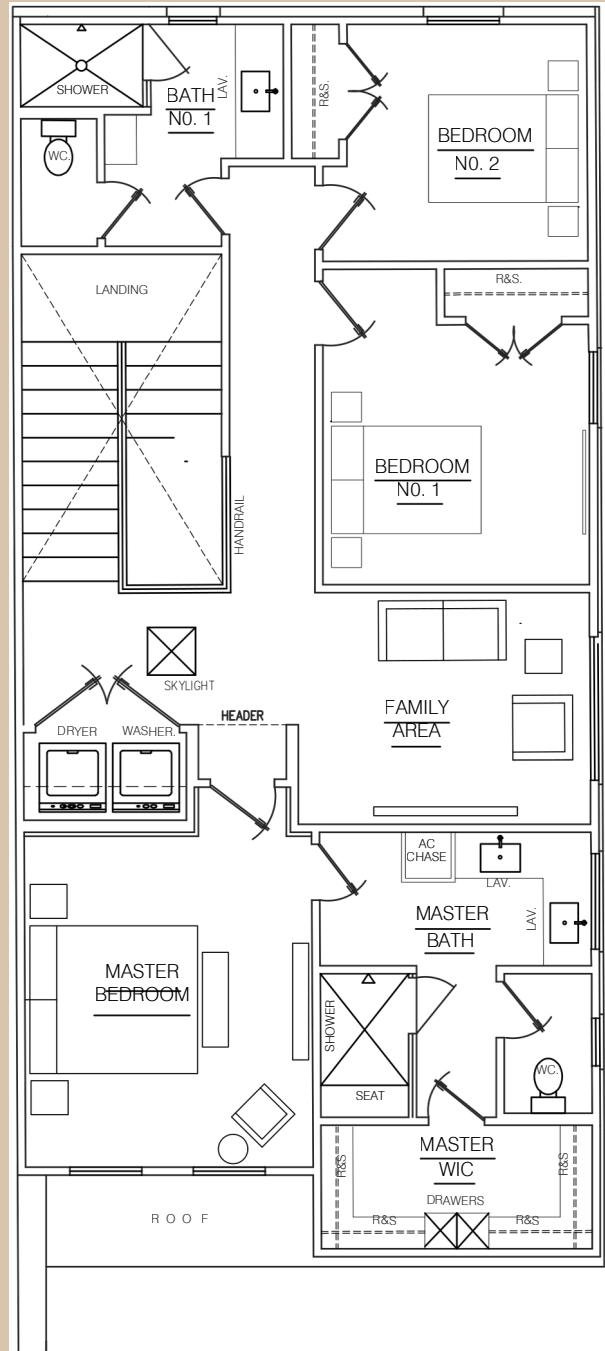 SHOWER
BATH
N0. 1
LAV.
R&S.
WC.
BEDROOM
N0. 2
LANDING
R&S.
BEDROOM
N0. 1
HANDRAIL
SKYLIGHT
HEADER
DRYER
WASHER.
FAMILY
AREA
AC
CHASE
LAV.
LAV.
MASTER
BATH
MASTER
BEDROOM
SHOWER
SEAT
WC.
MASTER
WIC
R&S
R&S
DRAWERS
R&S
R&S
ROOF